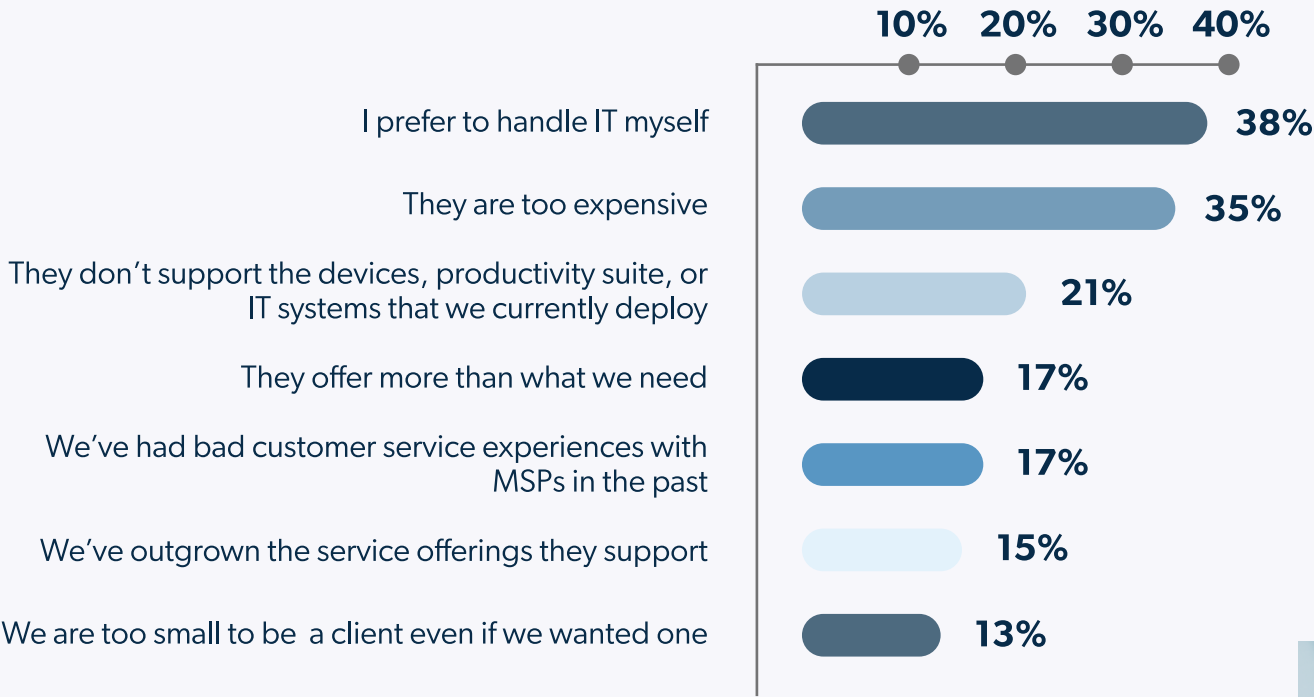 10% 20% 30% 40%
I prefer to handle IT myself 38%
They are too expensive 35%
They don’t support the devices, productivity suite, or
IT systems that we currently deploy 21%
They offer more than what we need 17%
We’ve had bad customer service experiences with
MSPs in the past 17%
We’ve outgrown the service offerings they support 15%
We are too small to be a client even if we wanted one 13%